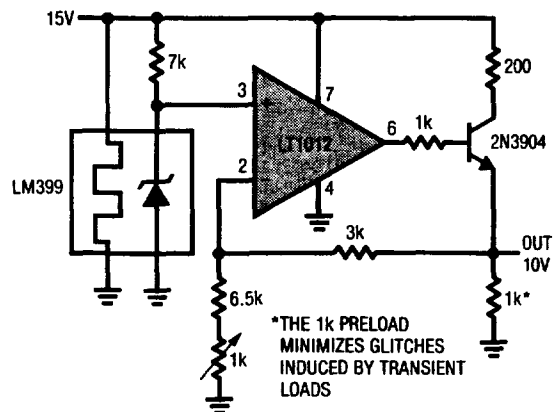 15V
7k
200
3
7
+
LT1012
6
1k
2N3904
LM399
2
4
3k
OUT
10V
6.5k
1k*
1k
*THE 1k PRELOAD
MINIMIZES GLITCHES
INDUCED BY TRANSIENT
LOADS